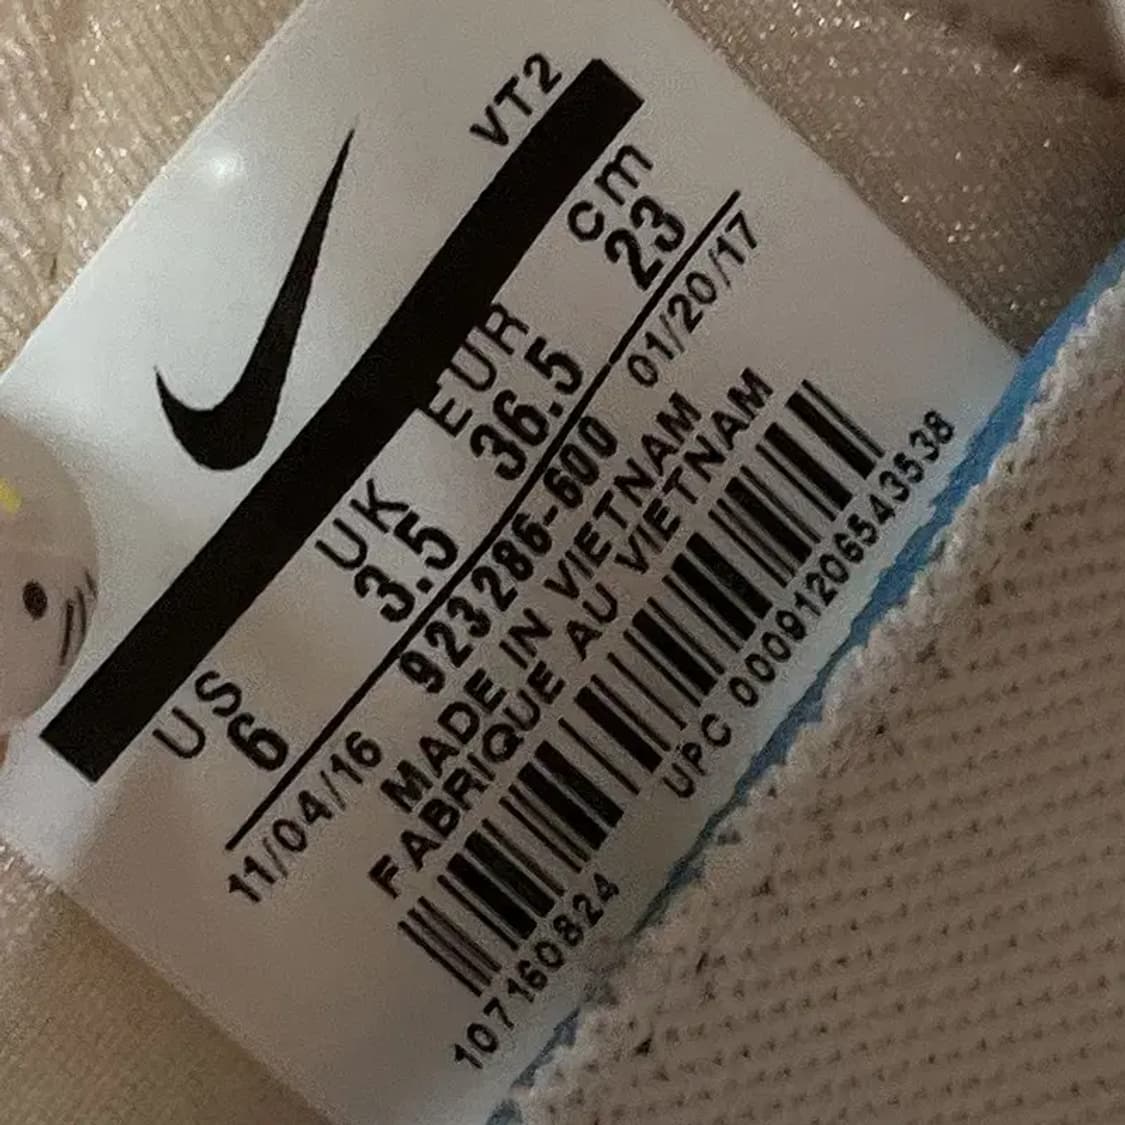 VT2
US UK EUR cm
6 3.5 36.5 23
11/04/16 923286-600 01/20/17
MADE IN VIETNAM
FABRIQUE AU VIETNAM
107160824 UPC 00091206543538